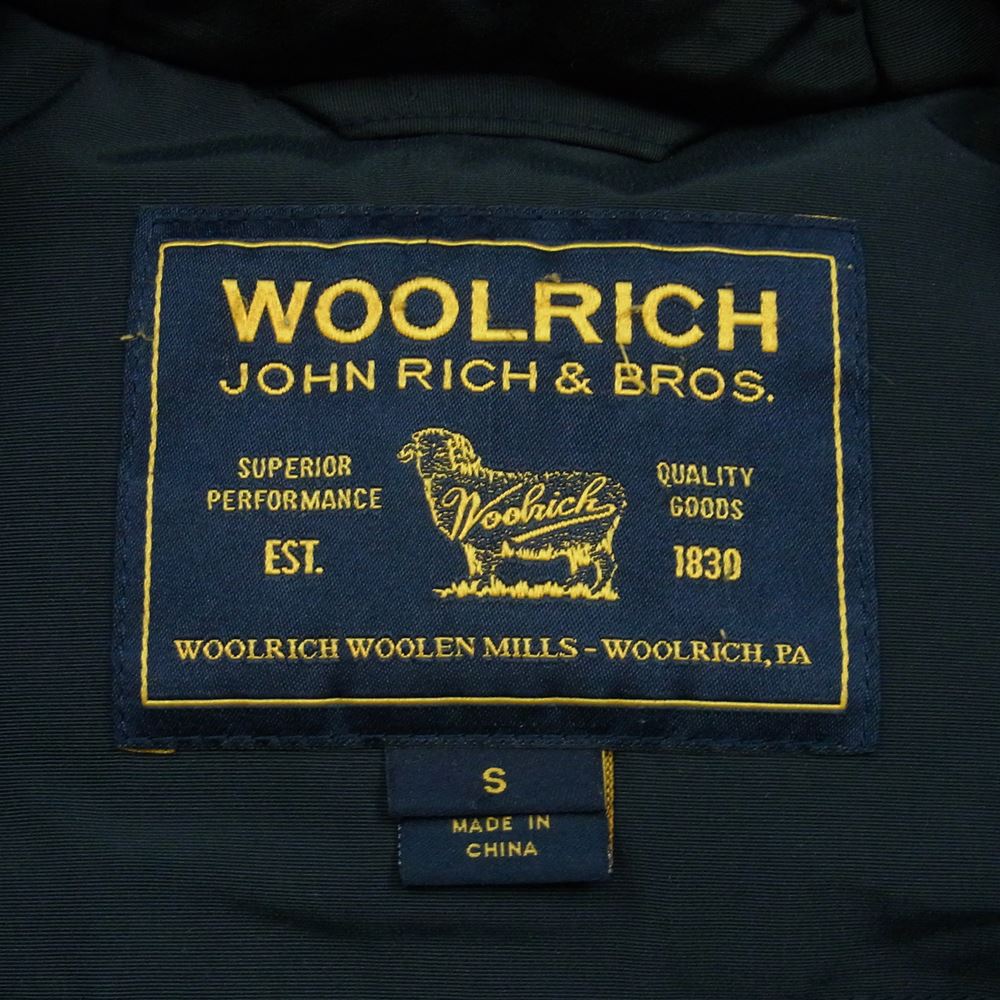 WOOLRICH
JOHN RICH & BROS.
SUPERIOR
PERFORMANCE
EST.
Woolrich
QUALITY
GOODS
1830
WOOLRICH WOOLEN MILLS - WOOLRICH, PA
S
MADE IN
CHINA